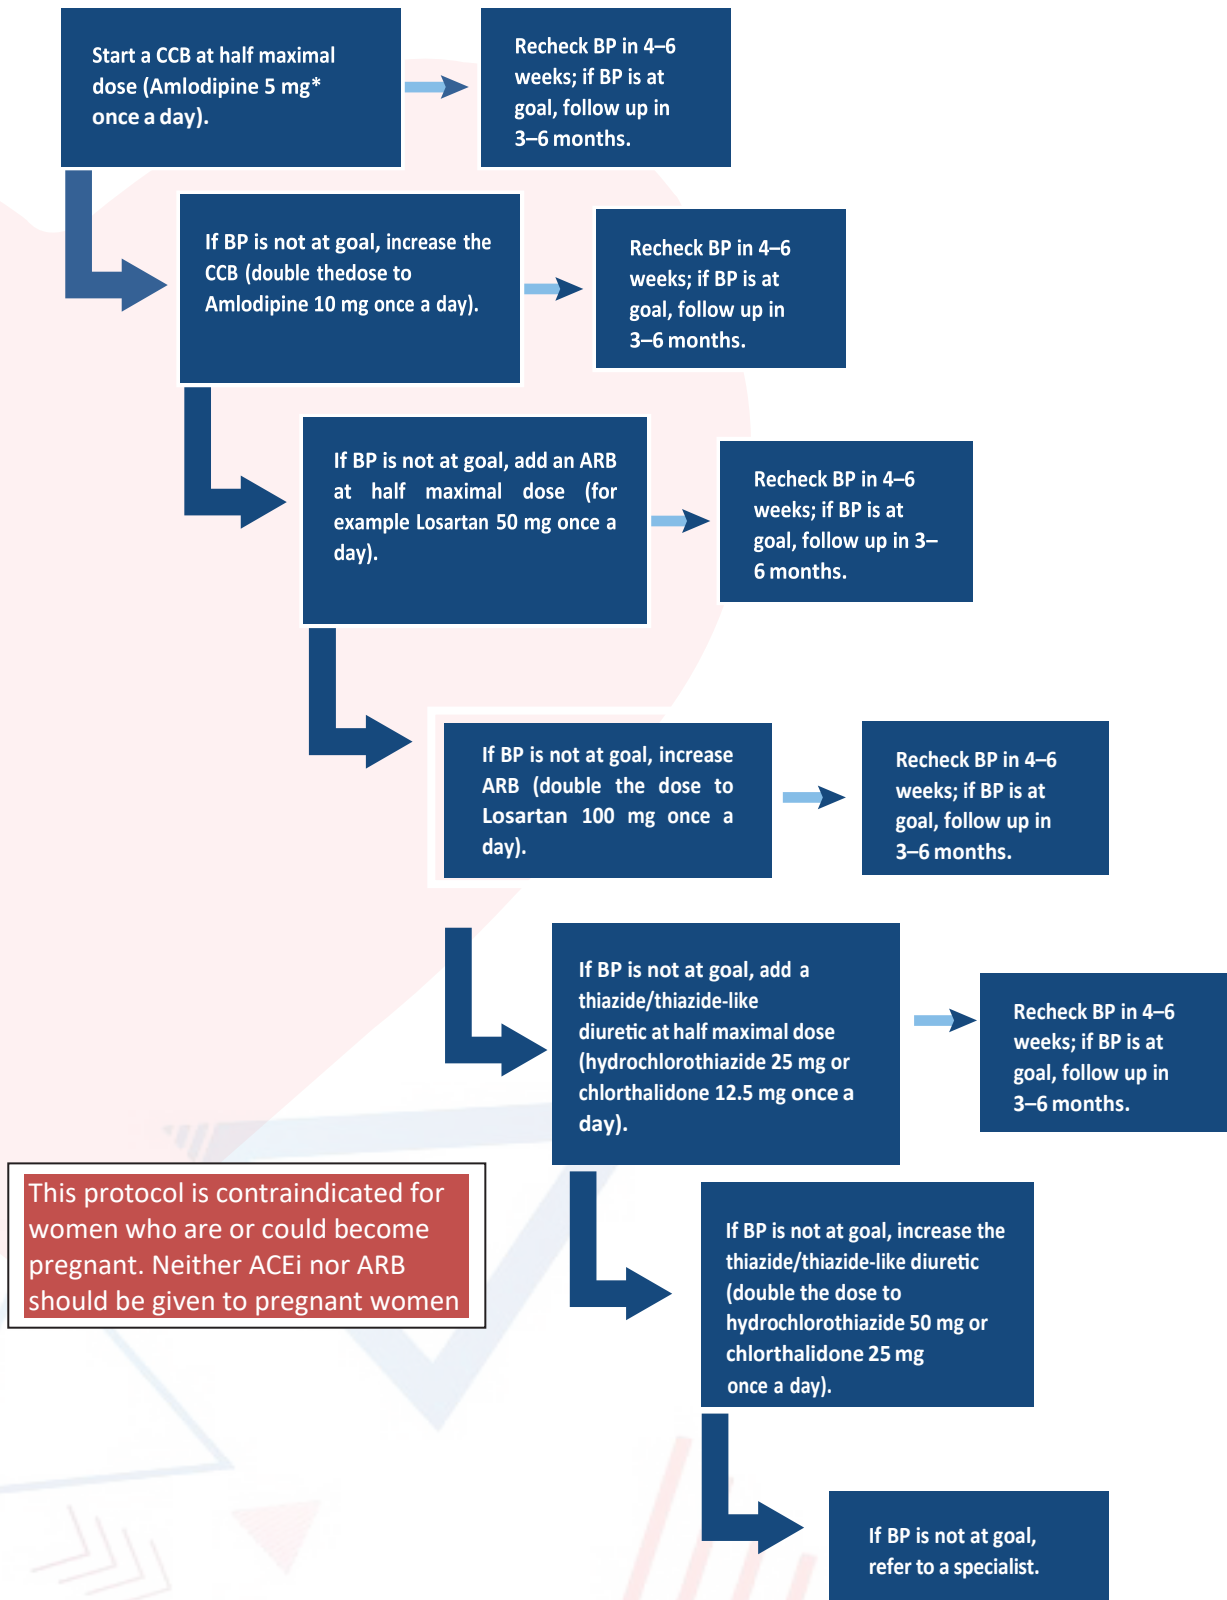 Start a CCB at half maximal
dose (Amlodipine 5 mg*
once a day).
Recheck BP in 4–6
weeks; if BP is at
goal, follow up in
3–6 months.
If BP is not at goal, increase the
CCB (double thedose to
Amlodipine 10 mg once a day).
Recheck BP in 4–6
weeks; if BP is at
goal, follow up in
3–6 months.
If BP is not at goal, add an ARB
at half maximal dose (for
example Losartan 50 mg once a
day).
Recheck BP in 4–6
weeks; if BP is at
goal, follow up in 3–
6 months.
If BP is not at goal, increase
ARB (double the dose to
Losartan 100 mg once a
day).
Recheck BP in 4–6
weeks; if BP is at
goal, follow up in
3–6 months.
If BP is not at goal, add a
thiazide/thiazide-like
diuretic at half maximal dose
(hydrochlorothiazide 25 mg or
chlorthalidone 12.5 mg once a
day).
Recheck BP in 4–6
weeks; if BP is at
goal, follow up in
3–6 months.
This protocol is contraindicated for
women who are or could become
pregnant. Neither ACEi nor ARB
should be given to pregnant women
If BP is not at goal, increase the
thiazide/thiazide-like diuretic
(double the dose to
hydrochlorothiazide 50 mg or
chlorthalidone 25 mg
once a day).
If BP is not at goal,
refer to a specialist.